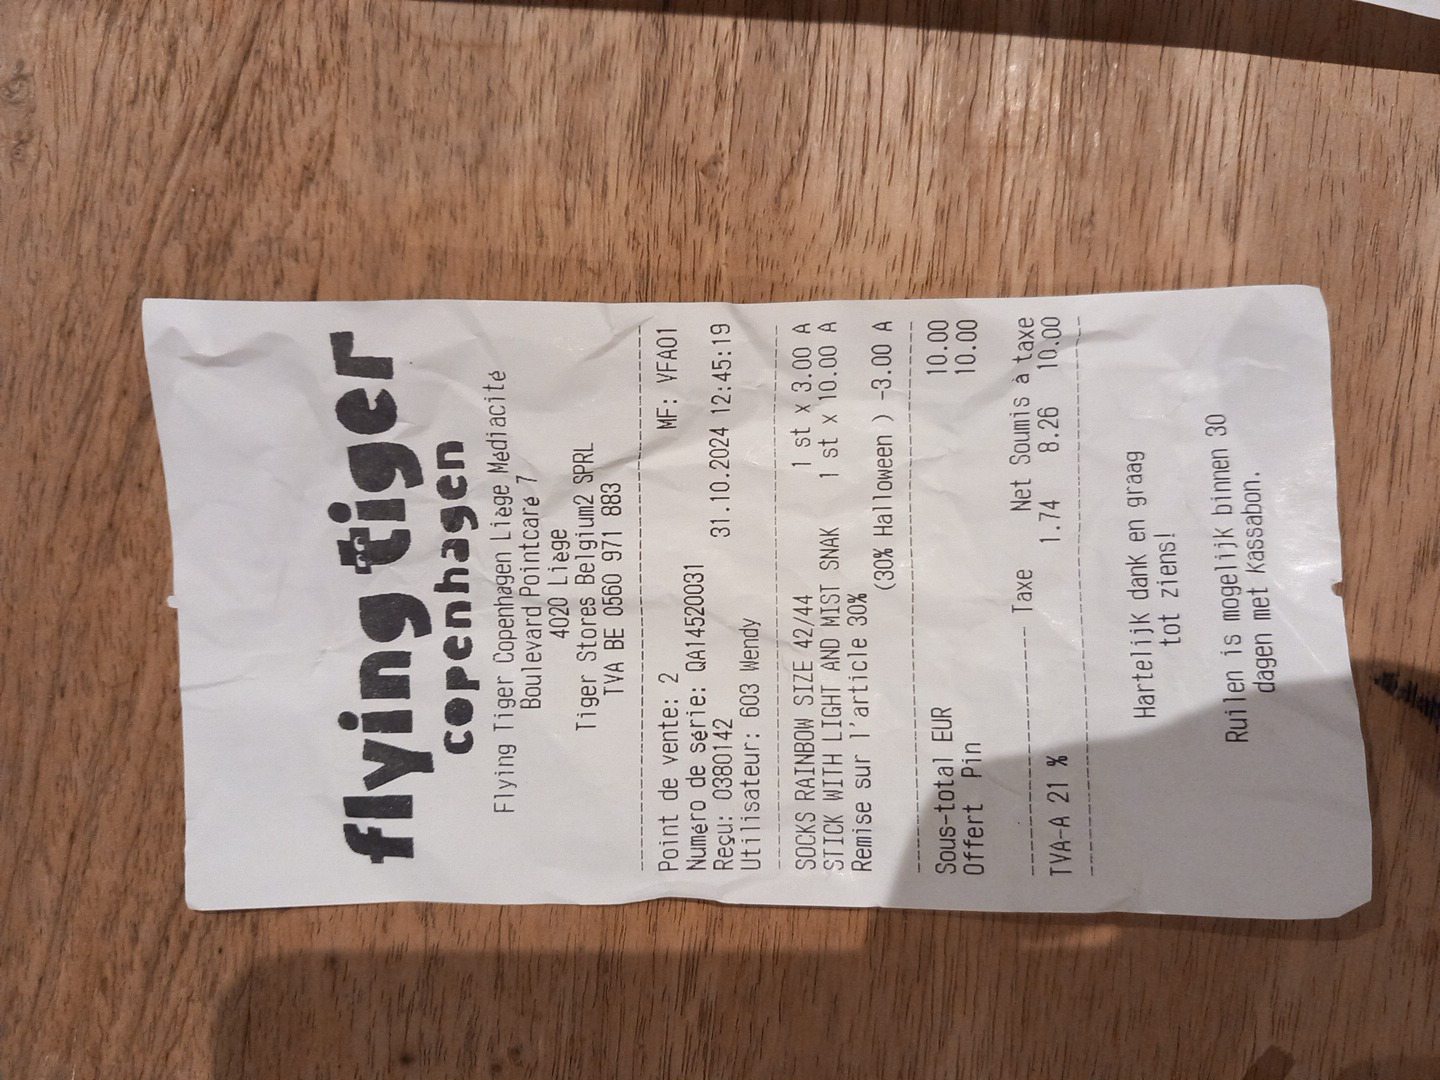 flying tiger
copenhagen
Flying Tiger Copenhagen Liège Médiacité
Boulevard Pointcaré 7
4020 Liège
Tiger Stores Belgium2 SPRL
TVA BE 0560 971 883
Point de vente: 2 MF: VFA01
Numéro de série: QA14520031
Reçu: 0380142 31.10.2024 12:45:19
Utilisateur: 603 Wendy
SOCKS RAINBOW SIZE 42/44 1 st x 3.00 A
STICK WITH LIGHT AND MIST SNAK 1 st x 10.00 A
Remise sur l'article 30%
(30% Halloween ) -3.00 A
Sous-total EUR 10.00
Offert Pin 10.00
Taxe Net Soumis à taxe
TVA-A 21 % 1.74 8.26 10.00
Hartelijk dank en graag
tot ziens!
Ruilen is mogelijk binnen 30
dagen met Kassabon.